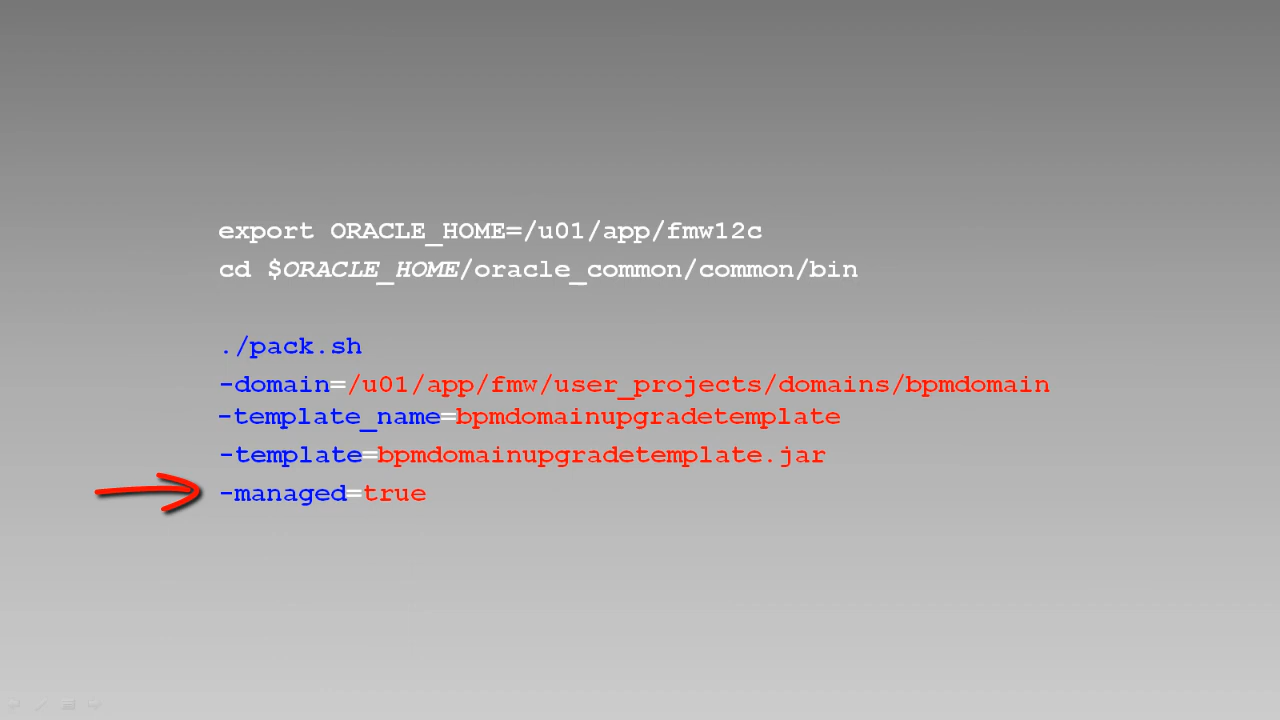 export ORACLE_HOME=/u01/app/fmw12c
cd $ORACLE_HOME/oracle_common/common/bin
./pack.sh
-domain=/u01/app/fmw/user_projects/domains/bpmdomain
-template_name=bpmdomainupgradetemplate
-template=bpmdomainupgradetemplate.jar
-managed=true